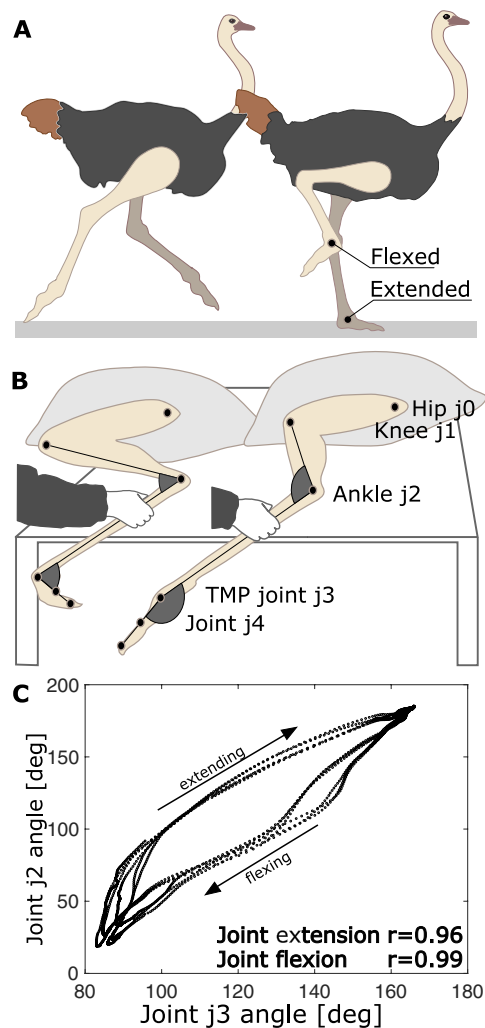 A
Flexed
Extended
B
Hip j0
Knee j1
Ankle j2
TMP joint j3
Joint j4
C
200
150
100
50
0
Joint j2 angle [deg]
extending
flexing
Joint extension r=0.96
Joint flexion r=0.99
80 100 120 140 160 180
Joint j3 angle [deg]